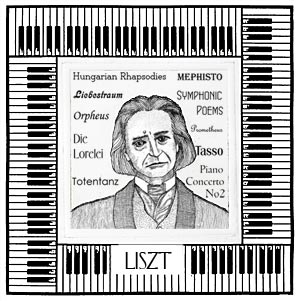 Hungarian Rhapsodies
MEPHISTO
Liebestraum
SYMPHONIC
POEMS
Orpheus
Prometheus
Die
Lorelei
Tasso
Totentanz
Piano
Concerto
No2
LISZT